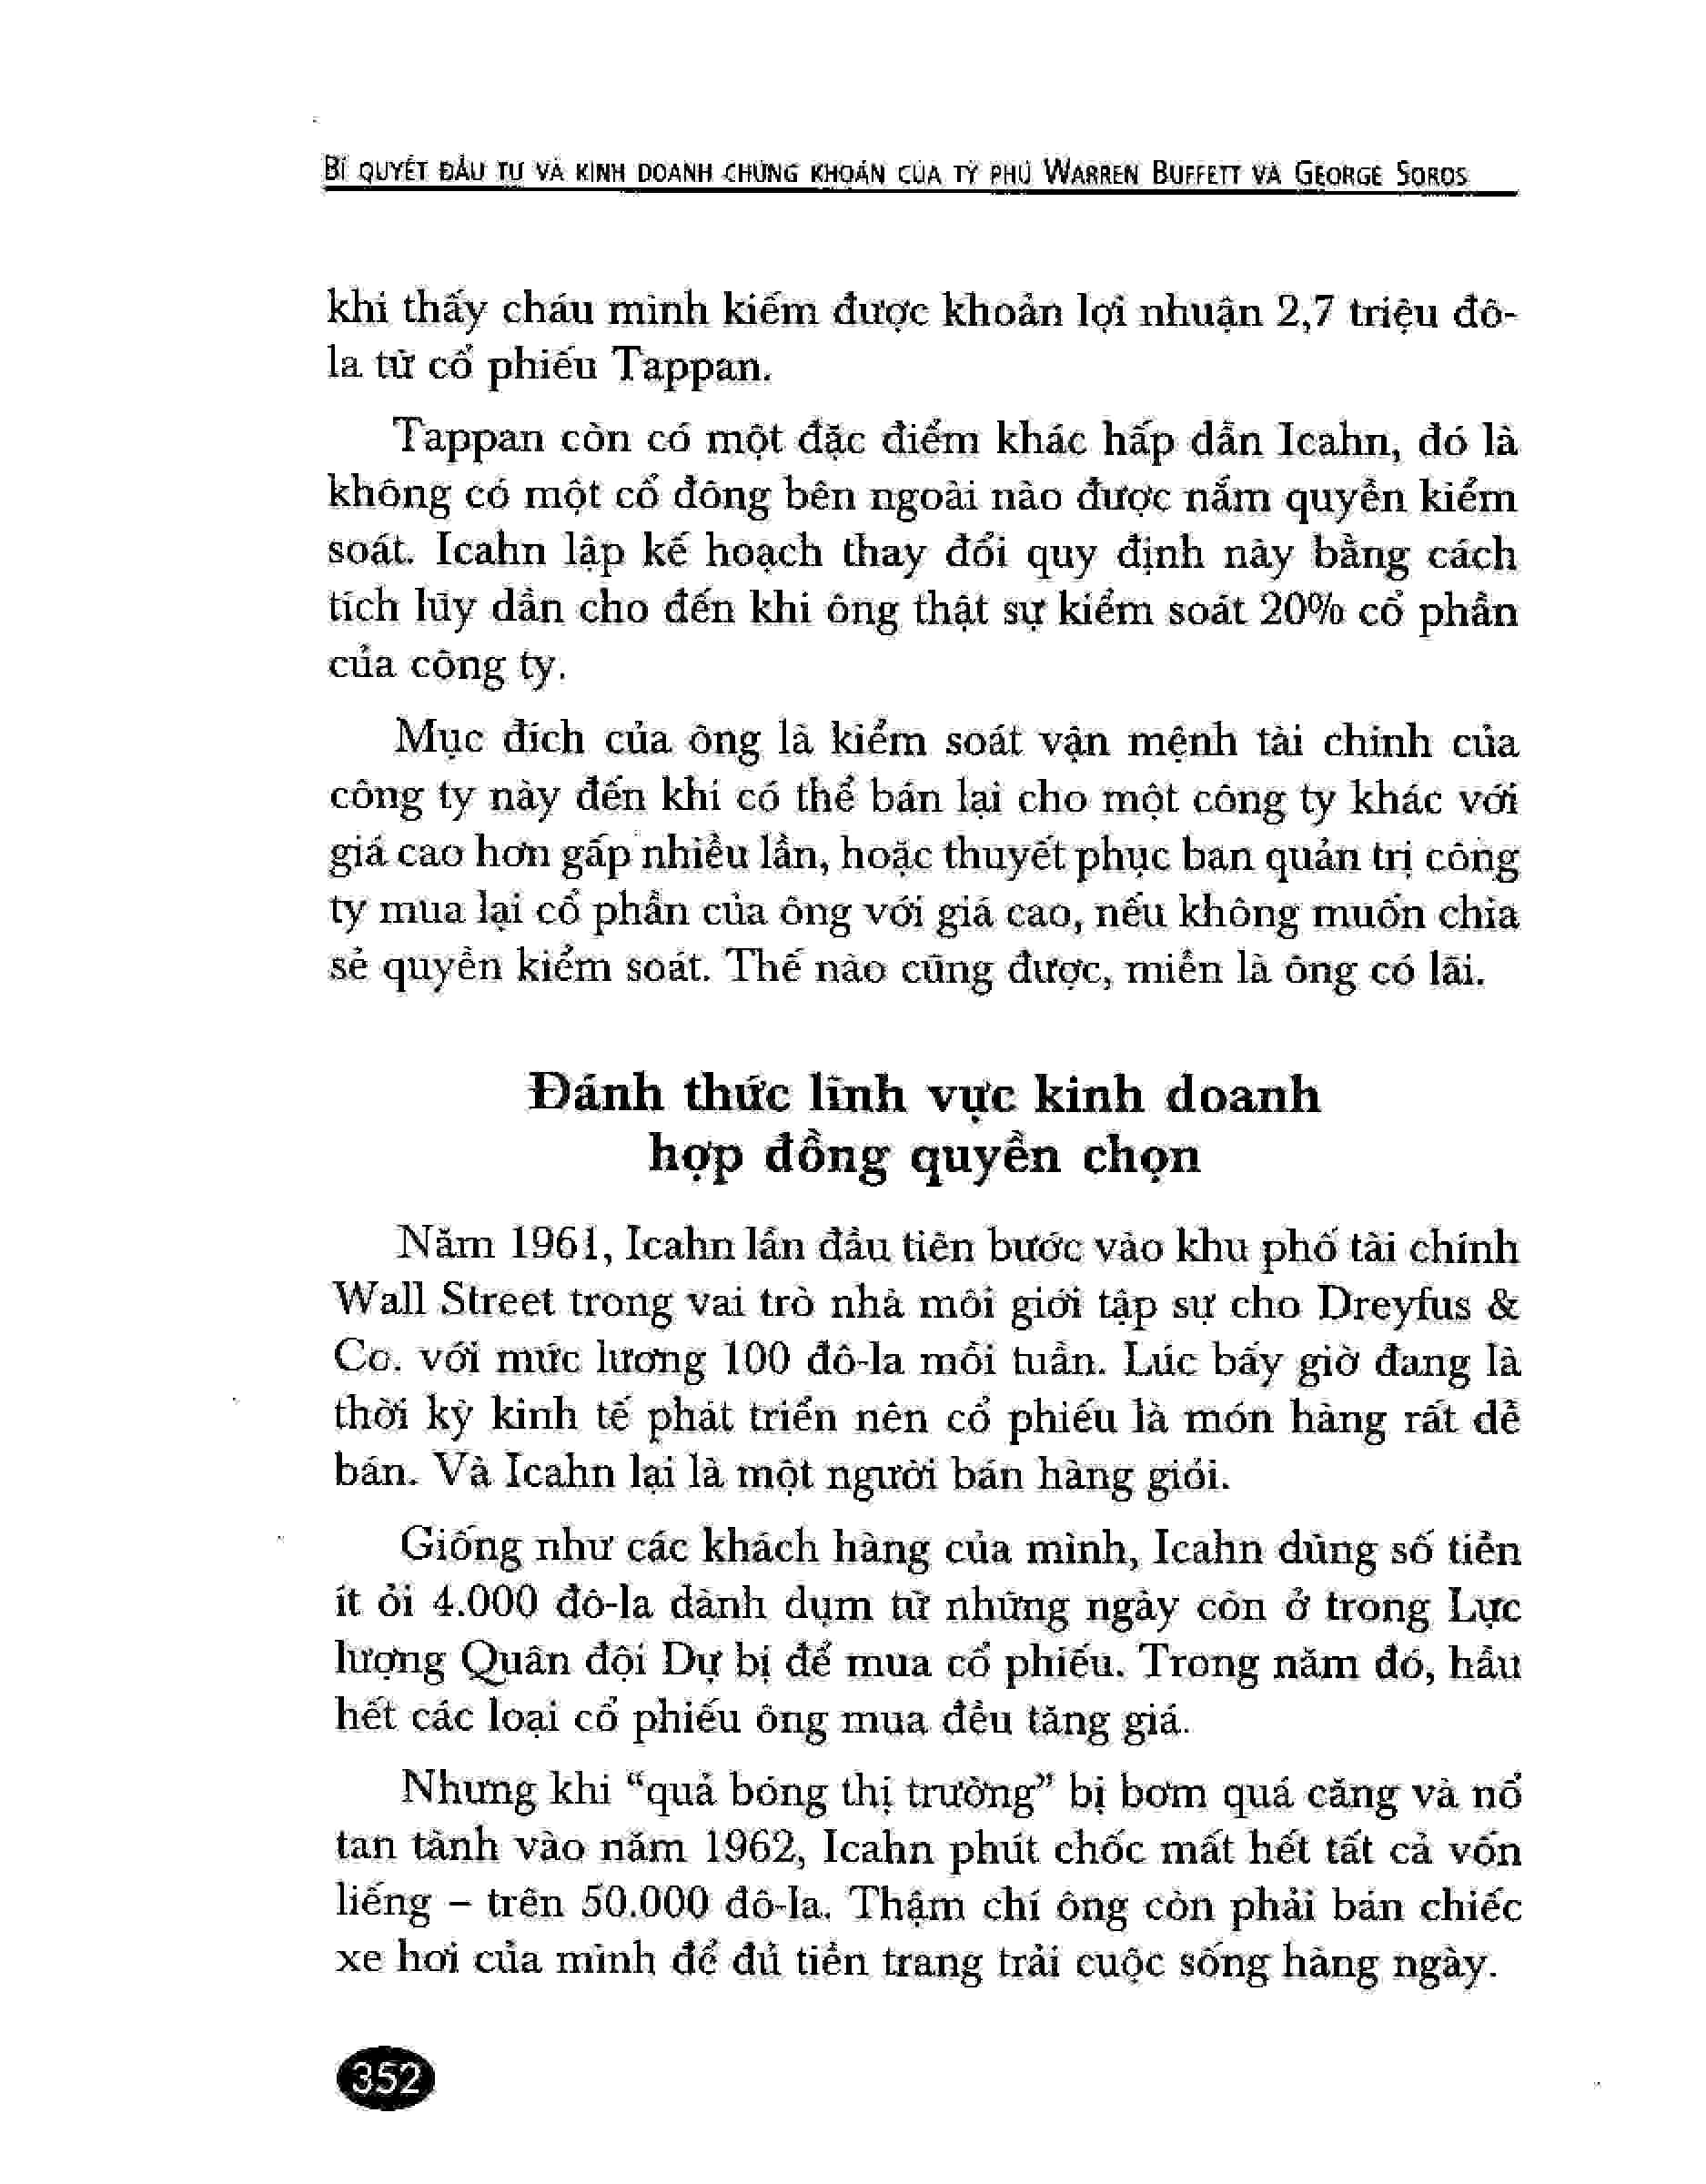 BÍ QUYẾT ĐẦU TƯ VÀ KINH DOANH CHỨNG KHOÁN CỦA TỶ PHÚ WARREN BUFFETT VÀ GEORGE SOROS
khi thấy cháu mình kiếm được khoản lợi nhuận 2,7 triệu đô-
la từ cổ phiếu Tappan.
Tappan còn có một đặc điểm khác hấp dẫn Icahn, đó là
không có một cổ đông bên ngoài nào được nắm quyền kiểm
soát. Icahn lập kế hoạch thay đổi quy định này bằng cách
tích lũy dần cho đến khi ông thật sự kiểm soát 20% cổ phần
của công ty.
Mục đích của ông là kiểm soát vận mệnh tài chính của
công ty này đến khi có thể bán lại cho một công ty khác với
giá cao hơn gấp nhiều lần, hoặc thuyết phục ban quản trị công
ty mua lại cổ phần của ông với giá cao, nếu không muốn chia
sẻ quyền kiểm soát. Thế nào cũng được, miễn là ông có lãi.
Đánh thức lĩnh vực kinh doanh
hợp đồng quyền chọn
Năm 1961, Icahn lần đầu tiên bước vào khu phố tài chính
Wall Street trong vai trò nhà môi giới tập sự cho Dreyfus &
Co. với mức lương 100 đô-la mỗi tuần. Lúc bấy giờ đang là
thời kỳ kinh tế phát triển nên cổ phiếu là món hàng rất dễ
bán. Và Icahn lại là một người bán hàng giỏi.
Giống như các khách hàng của mình, Icahn dùng số tiền
ít ỏi 4.000 đô-la dành dụm từ những ngày còn ở trong Lực
lượng Quân đội Dự bị để mua cổ phiếu. Trong năm đó, hầu
hết các loại cổ phiếu ông mua đều tăng giá.
Nhưng khi “quả bóng thị trường” bị bơm quá căng và nổ
tan tành vào năm 1962, Icahn phút chốc mất hết tất cả vốn
liếng – trên 50.000 đô-la. Thậm chí ông còn phải bán chiếc
xe hơi của mình để đủ tiền trang trải cuộc sống hàng ngày.
352